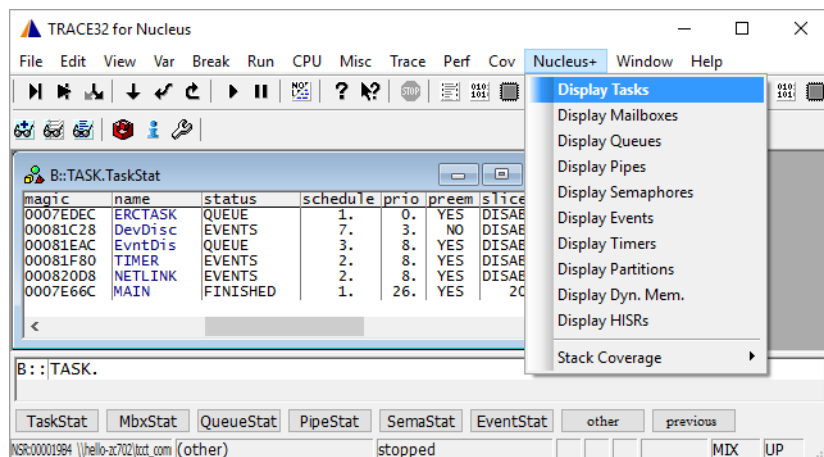 TRACE32 for Nucleus
File Edit View Var Break Run CPU Misc Trace Perf Cov Nucleus+ Window Help
Display Tasks
Display Mailboxes
Display Queues
Display Pipes
Display Semaphores
Display Events
Display Timers
Display Partitions
Display Dyn. Mem.
Display HISRs
Stack Coverage
B::TASK.TaskStat
magic name status schedule prio preem slice
0007EDEC ERCTASK QUEUE 1. 0. YES DISAB
00081C28 DevDisc EVENTS 7. 3. NO DISAB
00081EAC EvntDis QUEUE 3. 8. YES DISAB
00081F80 TIMER EVENTS 2. 8. YES DISAB
000820D8 NETLINK EVENTS 2. 8. YES DISAB
0007E66C MAIN FINISHED 1. 26. YES 20
B::TASK.
TaskStat MbxStat QueueStat PipeStat SemaStat EventStat other previous
NSR:000019B4 \\hello-zc702\tcct_com (other) stopped MIX UP